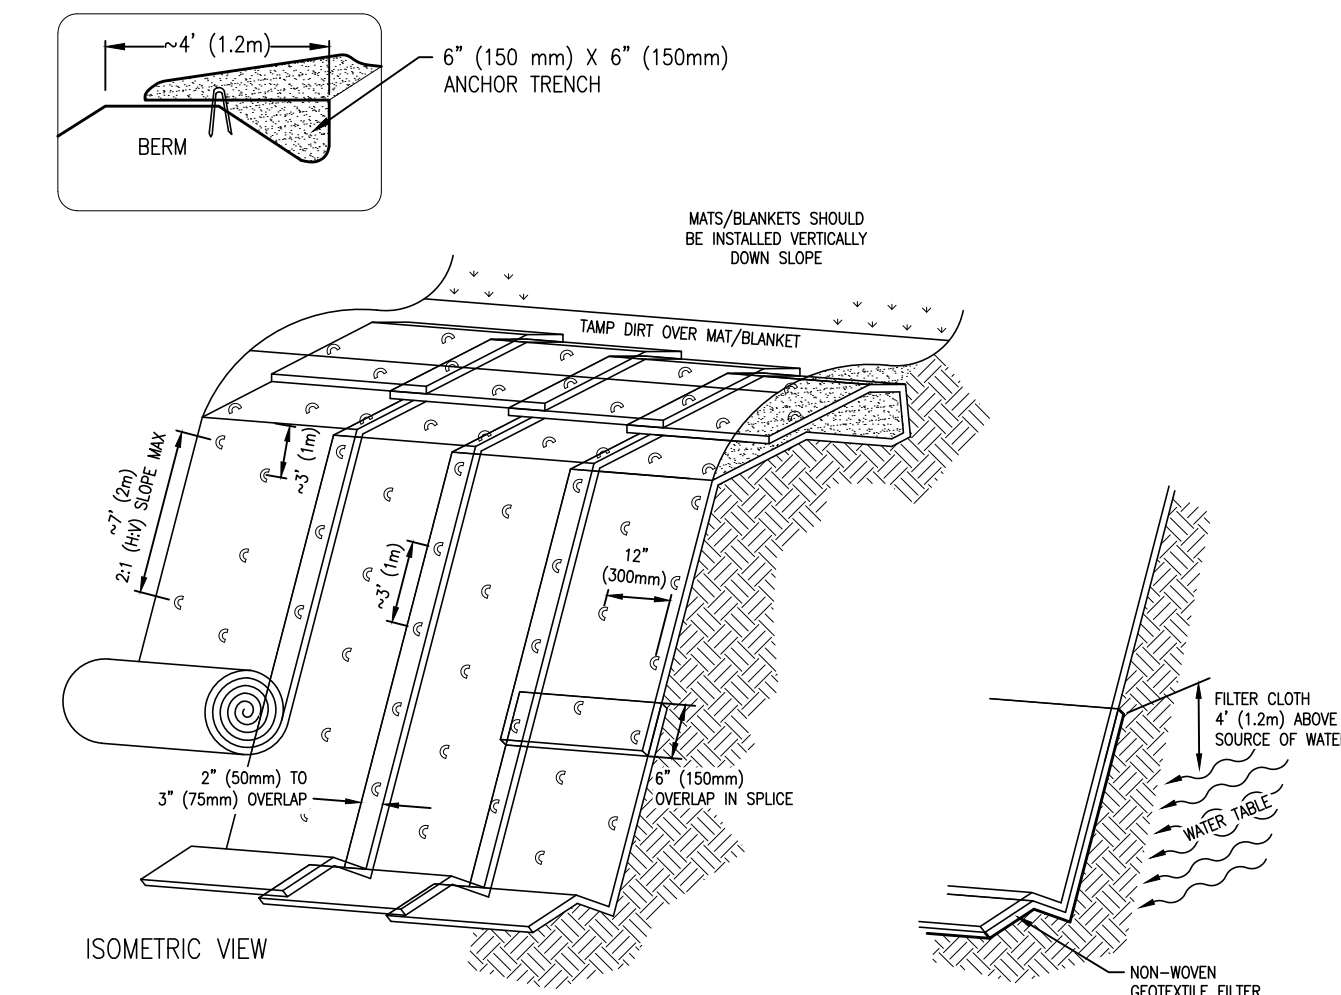 ~4' (1.2m)
6" (150 mm) X 6" (150mm)
ANCHOR TRENCH
BERM
MATS/BLANKETS SHOULD
BE INSTALLED VERTICALLY
DOWN SLOPE
TAMP DIRT OVER MAT/BLANKET
~3' (1m)
~7' (2m)
2:1 (H:V) SLOPE MAX
~3' (1m)
12"
(300mm)
2" (50mm) TO
3" (75mm) OVERLAP
6" (150mm)
OVERLAP IN SPLICE
FILTER CLOTH
4' (1.2m) ABOVE
SOURCE OF
WATER TABLE
ISOMETRIC VIEW
NON-WOVEN
GEOTEXTILE FILTER